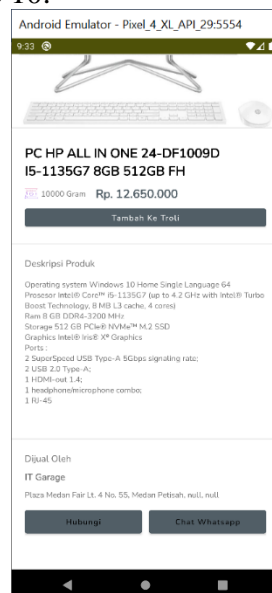 Android Emulator - Pixel_4_XL_API_29:5554
9:33
PC HP ALL IN ONE 24-DF1009D
I5-1135G7 8GB 512GB FH
10000 Gram Rp. 12.650.000
Tambah Ke Troli
Deskripsi Produk
Operating system Windows 10 Home Single Language 64
Prosesor Intel® Core™ i5-1135G7 (up to 4.2 GHz with Intel® Turbo
Boost Technology, 8 MB L3 cache, 4 cores)
Ram 8 GB DDR4-3200 MHz
Storage 512 GB PCIe® NVMe™ M.2 SSD
Graphics Intel® Iris® Xᵉ Graphics
Ports :
2 SuperSpeed USB Type-A 5Gbps signaling rate;
2 USB 2.0 Type-A;
1 HDMI-out 1.4;
1 headphone/microphone combo;
1 RJ-45
Dijual Oleh
IT Garage
Plaza Medan Fair Lt. 4 No. 55, Medan Petisah, null, null
Hubungi Chat Whatsapp